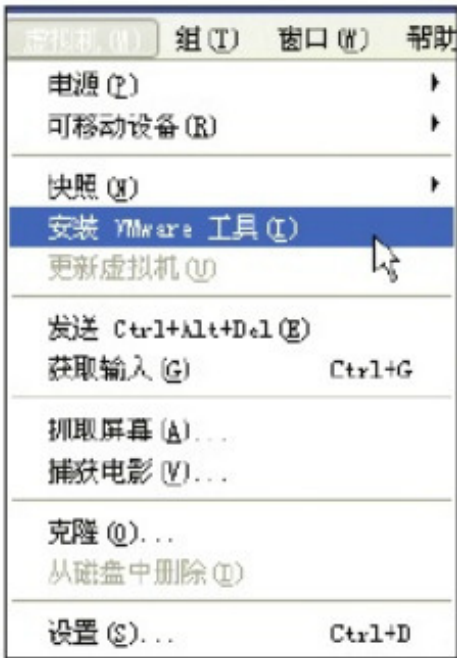 虚拟机(M) 组(T) 窗口(W) 帮助
电源(P)
可移动设备(R)
快照(N)
安装 VMware 工具(I)
更新虚拟机(U)
发送 Ctrl+Alt+Del(E)
获取输入(G) Ctrl+G
抓取屏幕(A)...
捕获电影(V)...
克隆(O)...
从磁盘中删除(D)
设置(S)... Ctrl+D